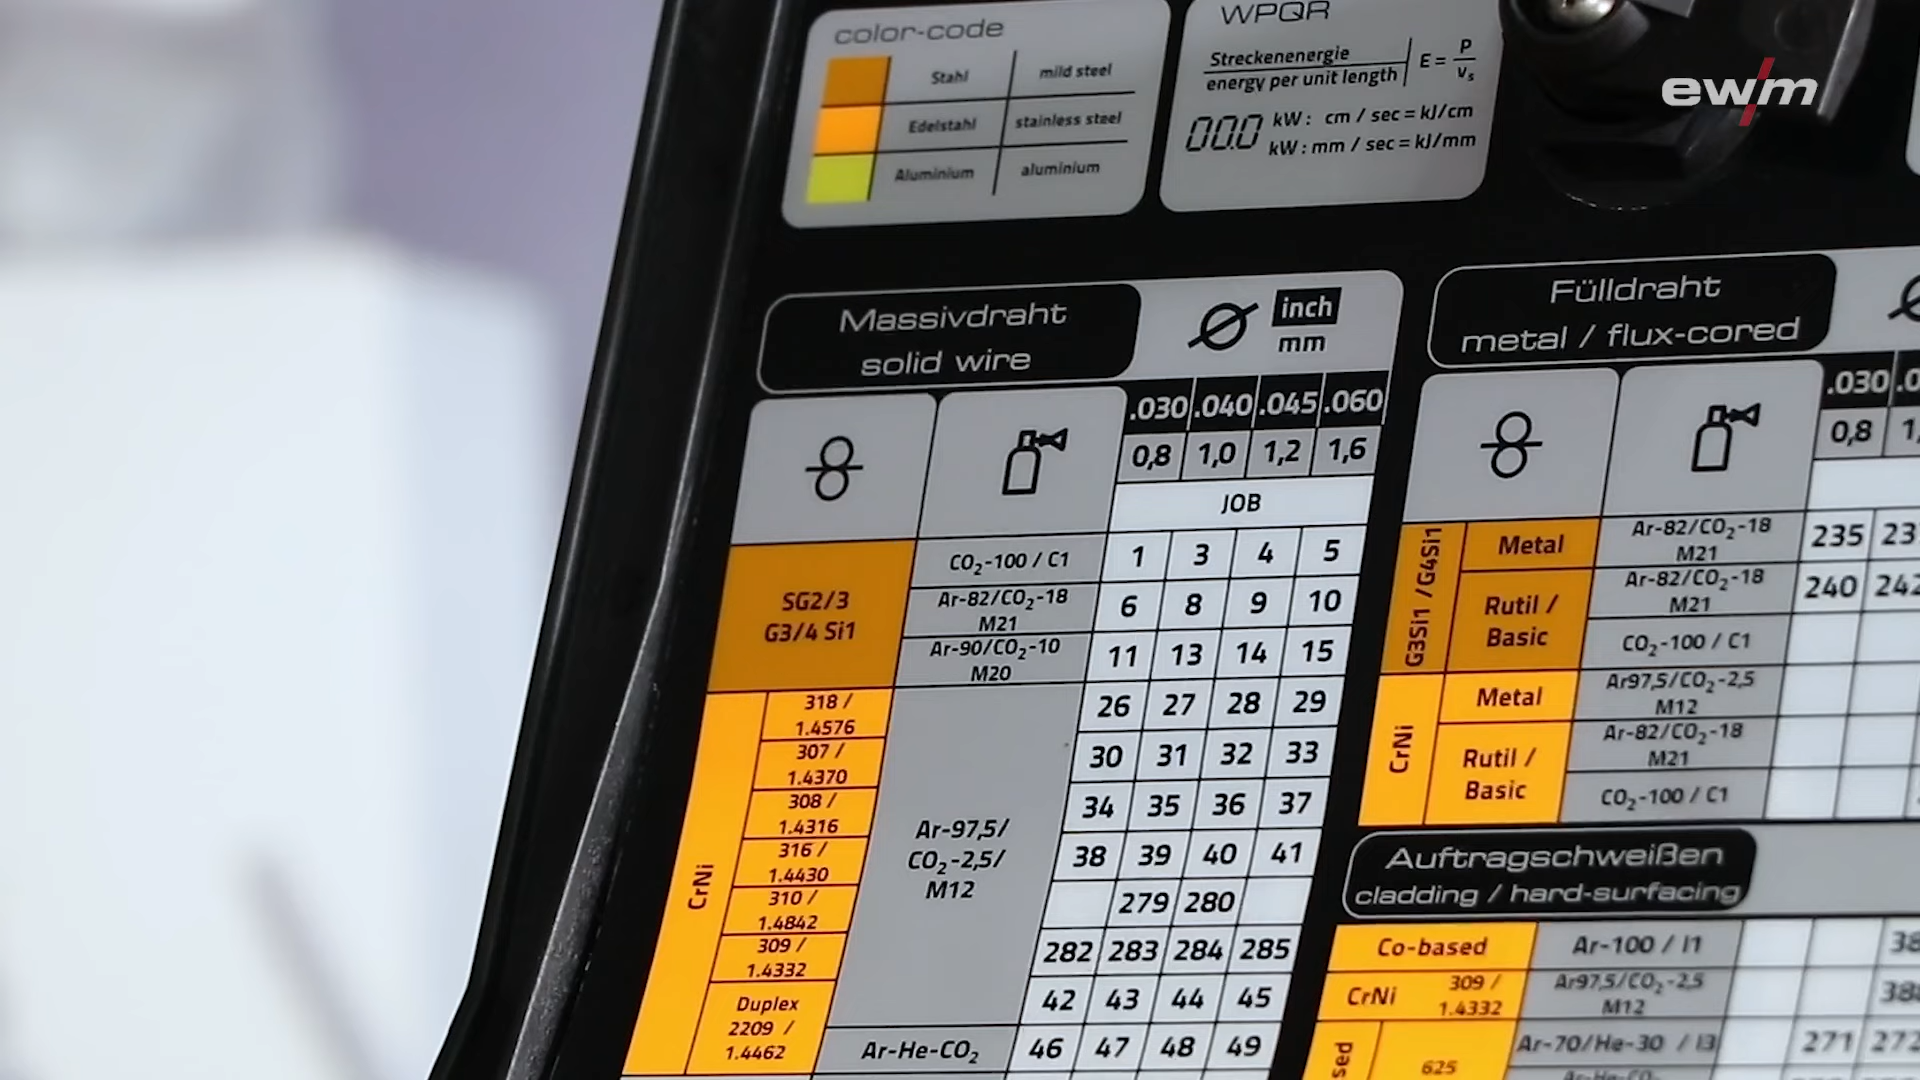 color-code
Stahl mild steel
Edelstahl stainless steel
Aluminium aluminium
WPQR
Streckenenergie
energy per unit length
E = P
vs
000 kW : cm / sec = kJ/cm
kW : mm / sec = kJ/mm
ewm
Massivdraht
solid wire
inch
mm
.030 .040 .045 .060
0,8 1,0 1,2 1,6
JOB
SG2/3
G3/4 Si1
CO2-100 / C1
1 3 4 5
Ar-82/CO2-18
M21
6 8 9 10
Ar-90/CO2-10
M20
11 13 14 15
CrNi
318 /
1.4576
26 27 28 29
307 /
1.4370
30 31 32 33
308 /
1.4316
34 35 36 37
316 /
1.4430
38 39 40 41
310 /
1.4842
279 280
309 /
1.4332
282 283 284 285
Duplex
2209 /
1.4462
42 43 44 45
Ar-97,5/
CO2-2,5/
M12
Ar-He-CO2
46 47 48 49
Fülldraht
metal / flux-cored
.030
0,8
G3Si1 /G4Si1
Metal
Ar-82/CO2-18
M21
235
Rutil /
Basic
Ar-82/CO2-18
M21
240 242
CO2-100 / C1
CrNi
Metal
Ar97,5/CO2-2,5
M12
Rutil /
Basic
Ar-82/CO2-18
M21
CO2-100 / C1
Auftragschweißen
cladding / hard-surfacing
Co-based
Ar-100 / I1
CrNi
309 /
1.4332
Ar97,5/CO2-2,5
M12
625
Ar-70/He-30 / I3
271 272